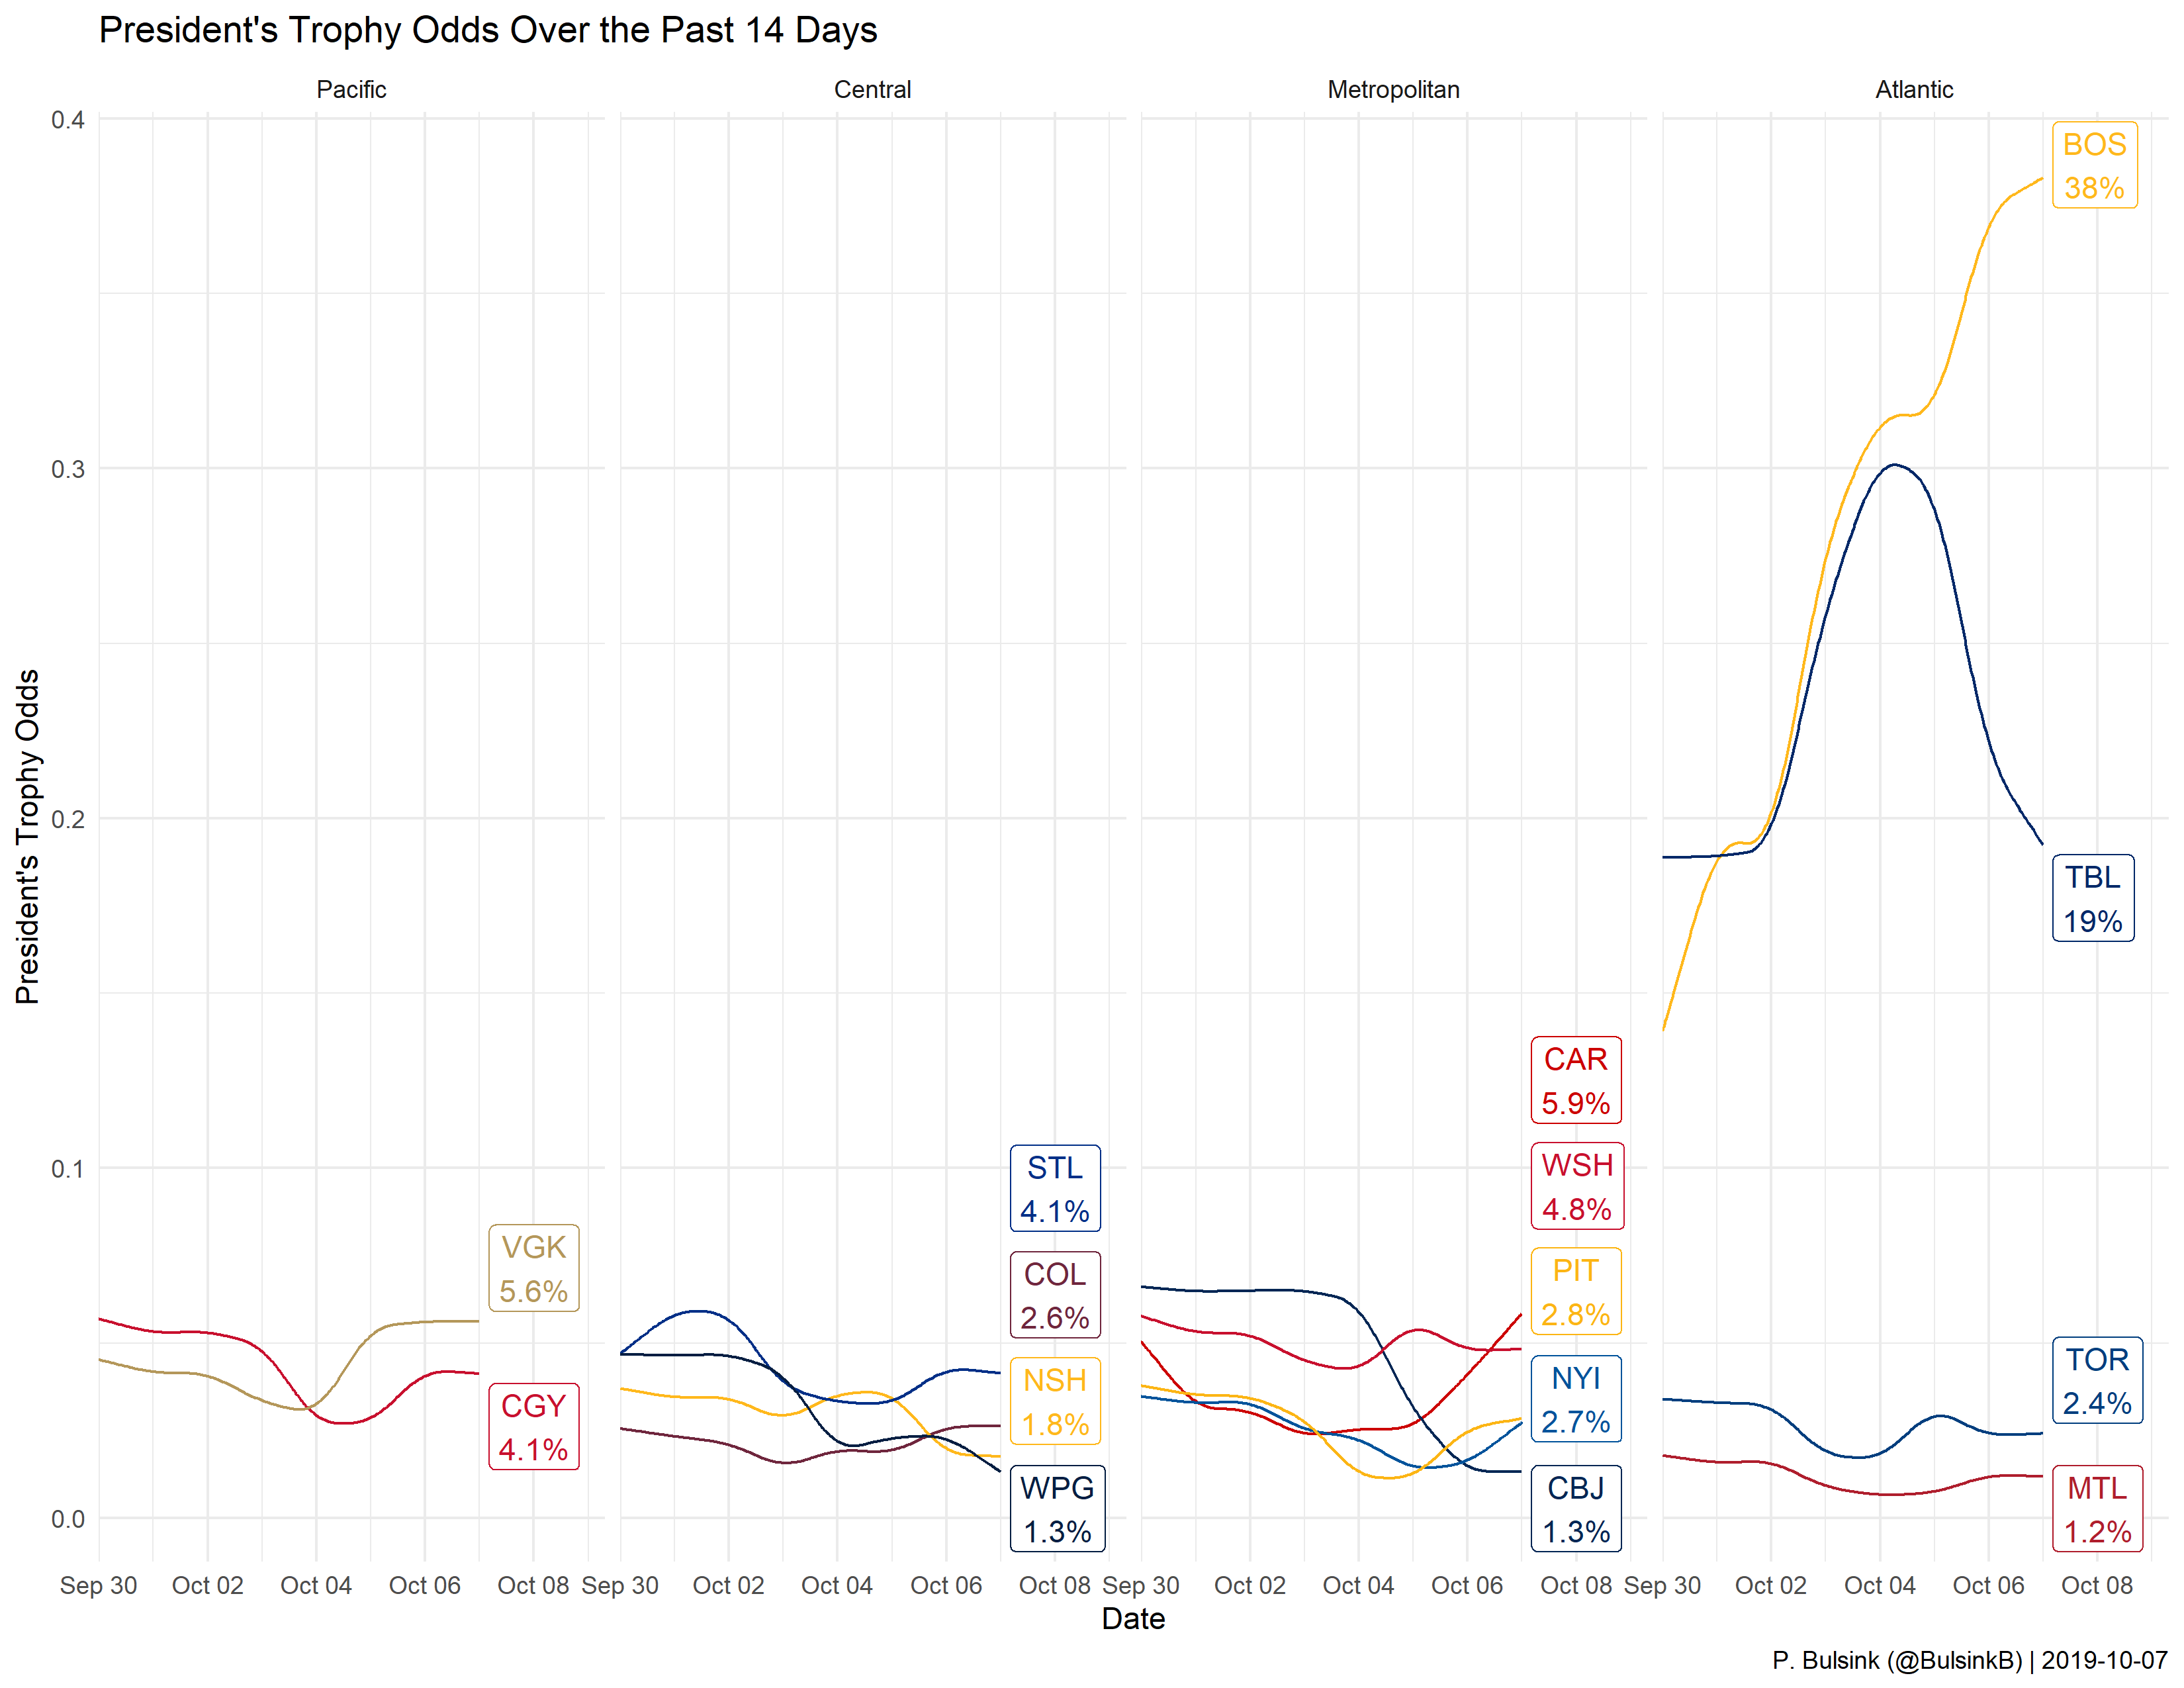 President's Trophy Odds Over the Past 14 Days
Pacific
Central
Metropolitan
Atlantic
President's Trophy Odds
0.4
0.3
0.2
0.1
0.0
VGK
5.6%
CGY
4.1%
STL
4.1%
COL
2.6%
NSH
1.8%
WPG
1.3%
CAR
5.9%
WSH
4.8%
PIT
2.8%
NYI
2.7%
CBJ
1.3%
BOS
38%
TBL
19%
TOR
2.4%
MTL
1.2%
Sep 30 Oct 02 Oct 04 Oct 06 Oct 08
Sep 30 Oct 02 Oct 04 Oct 06 Oct 08
Sep 30 Oct 02 Oct 04 Oct 06 Oct 08
Sep 30 Oct 02 Oct 04 Oct 06 Oct 08
Date
P. Bulsink (@BulsinkB) | 2019-10-07